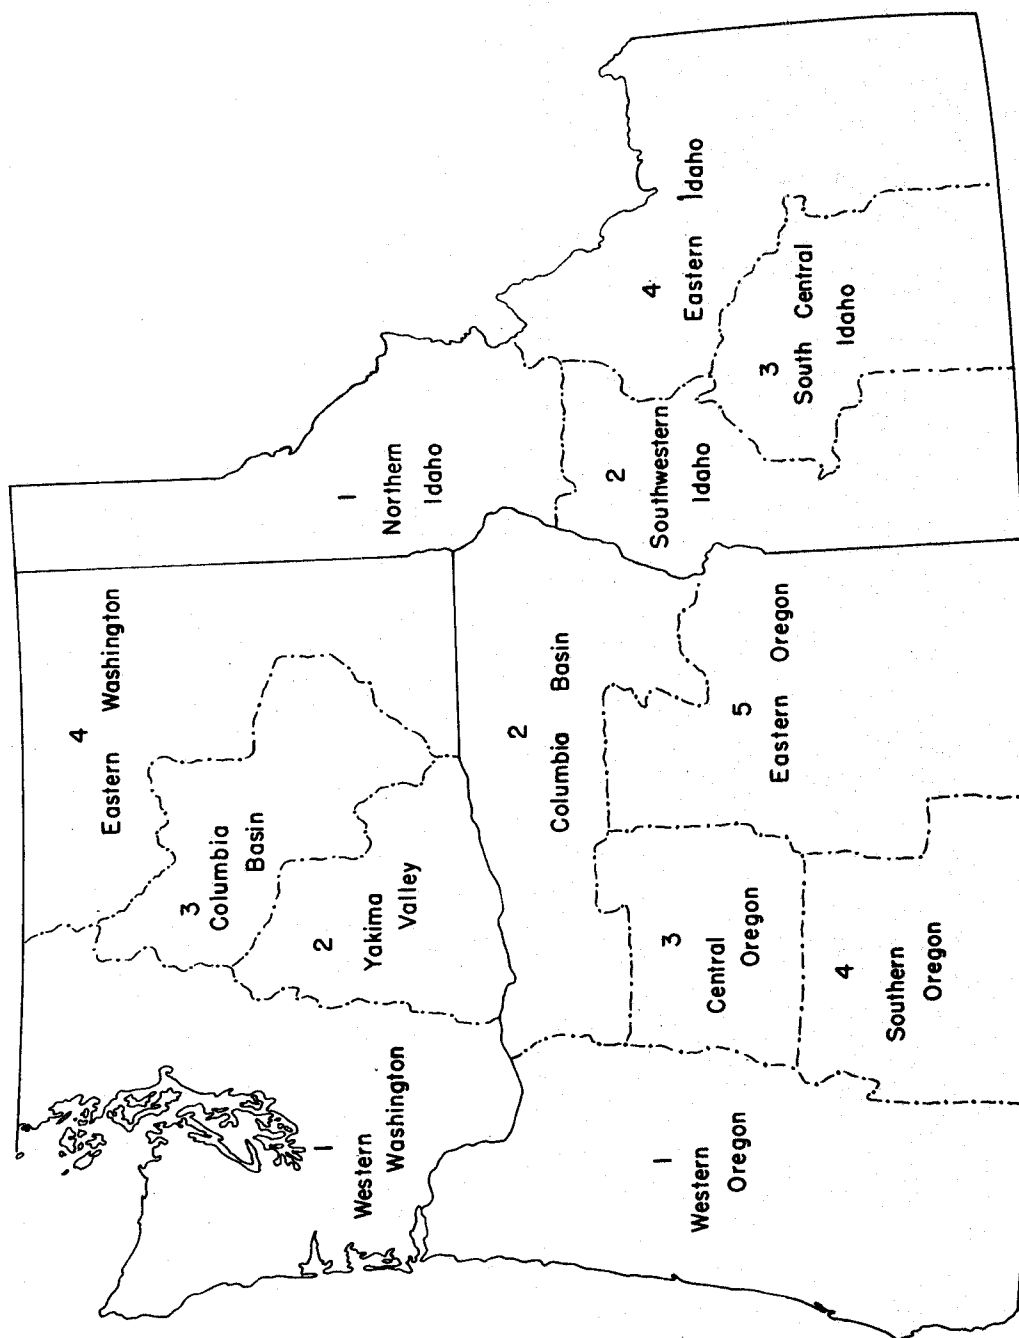 4
Eastern Washington
3
Columbia
Basin
2
Yakima
Valley
1
Western
Washington
1
Northern
Idaho
2
Southwestern
Idaho
3
South Central
Idaho
4
Eastern Idaho
1
Western
Oregon
2
Columbia Basin
3
Central
Oregon
4
Southern
Oregon
5
Eastern Oregon